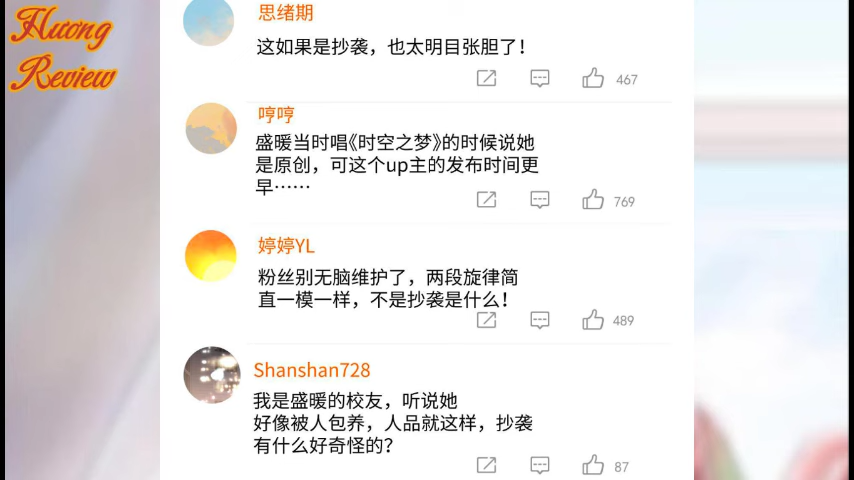 Hương
Review
思绪期
这如果是抄袭，也太明目张胆了！
467
哼哼
盛暖当时唱《时空之梦》的时候说她
是原创，可这个up主的发布时间更
早……
769
婷婷YL
粉丝别无脑维护了，两段旋律简
直一模一样，不是抄袭是什么！
489
Shanshan728
我是盛暖的校友，听说她
好像被人包养，人品就这样，抄袭
有什么好奇怪的？
87